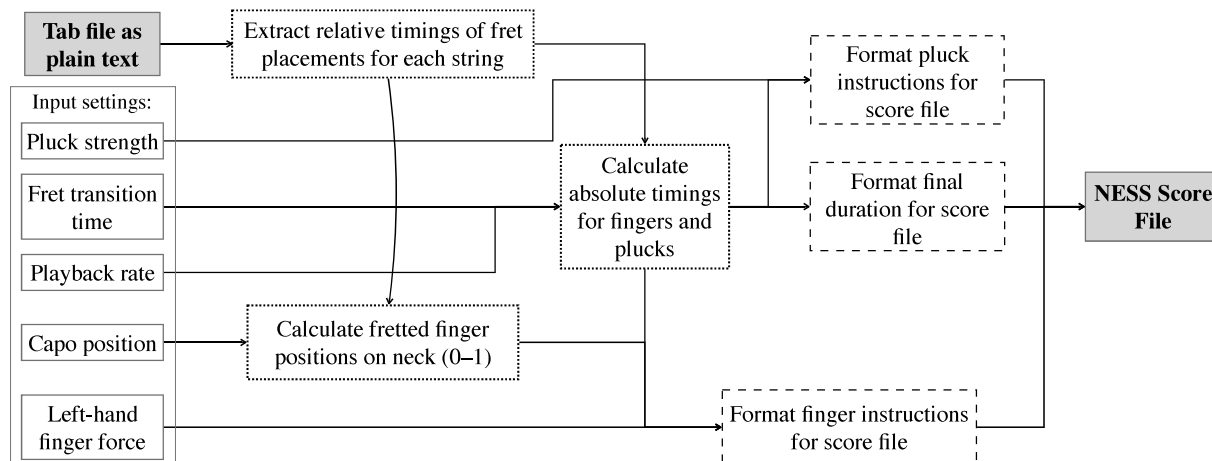 Tab file as
plain text
Extract relative timings of fret
placements for each string
Input settings:
Pluck strength
Fret transition
time
Playback rate
Capo position
Left-hand
finger force
Calculate
absolute timings
for fingers and
plucks
Calculate fretted finger
positions on neck (0–1)
Format pluck
instructions for
score file
Format final
duration for score
file
Format finger instructions
for score file
NESS Score
File